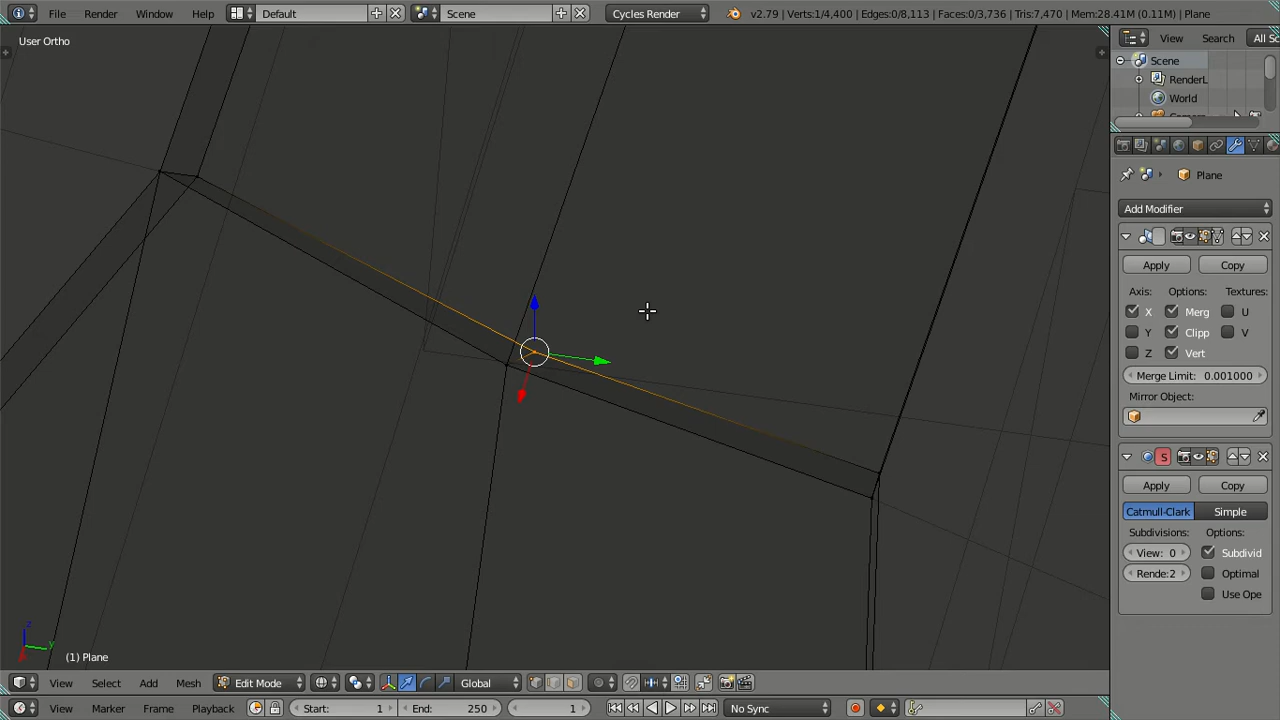 File Render Window Help Default Scene Cycles Render v2.79 | Verts:1/4,400 | Edges:0/8,113 | Faces:0/3,736 | Tris:7,470 | Mem:28.41M (0.11M) | Plane
User Ortho
View Search All Sc
Scene
RenderL
World
Plane
Add Modifier
Apply Copy
Axis: Options: Textures:
X Merg U
Y Clipp V
Z Vert
Merge Limit: 0.001000
Mirror Object:
S
Apply Copy
Catmull-Clark Simple
Subdivisions: Options:
View: 0 Subdivid
Rende:2 Optimal
Use Ope
z
y
(1) Plane
View Select Add Mesh Edit Mode Global
View Marker Frame Playback Start: 1 End: 250 1 No Sync